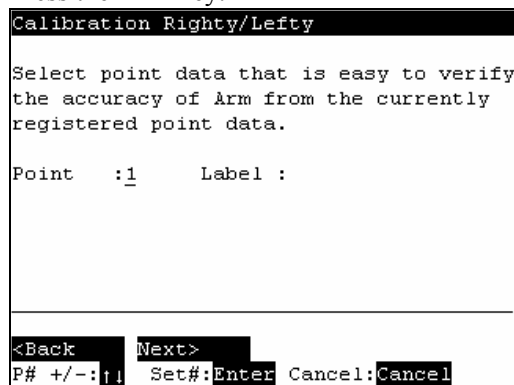 Calibration Righty/Lefty
Select point data that is easy to verify
the accuracy of Arm from the currently
registered point data.
Point :1 Label :
<Back Next>
P# +/-:↑↓ Set#:Enter Cancel:Cancel